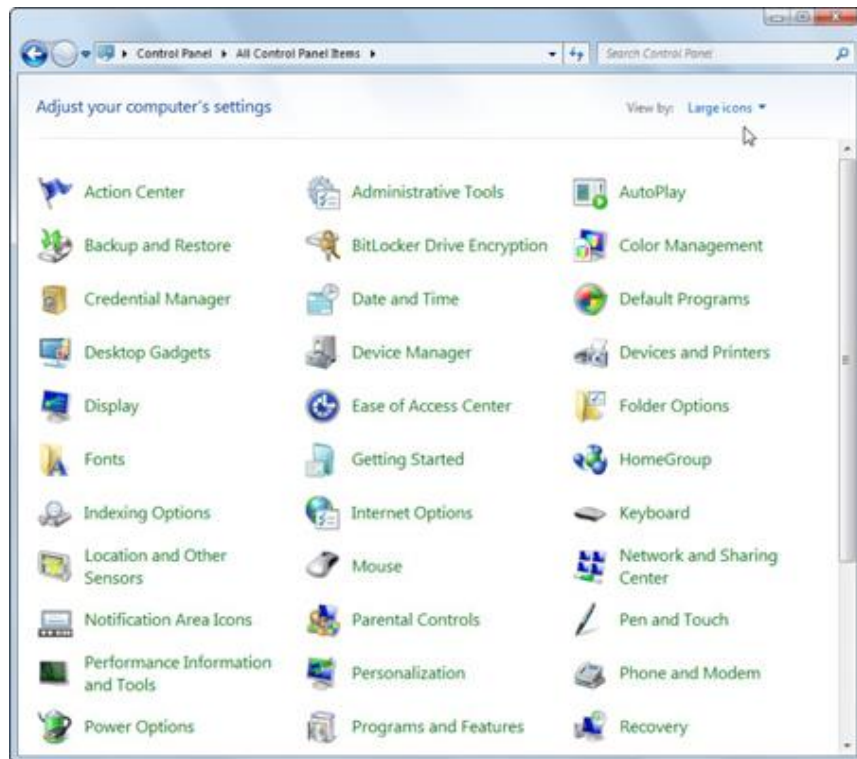 Control Panel ▸ All Control Panel Items ▸ Search Control Panel
Adjust your computer's settings View by: Large icons
Action Center Administrative Tools AutoPlay
Backup and Restore BitLocker Drive Encryption Color Management
Credential Manager Date and Time Default Programs
Desktop Gadgets Device Manager Devices and Printers
Display Ease of Access Center Folder Options
Fonts Getting Started HomeGroup
Indexing Options Internet Options Keyboard
Location and Other
Sensors
Mouse
Network and Sharing
Center
Notification Area Icons Parental Controls Pen and Touch
Performance Information
and Tools
Personalization Phone and Modem
Power Options Programs and Features Recovery